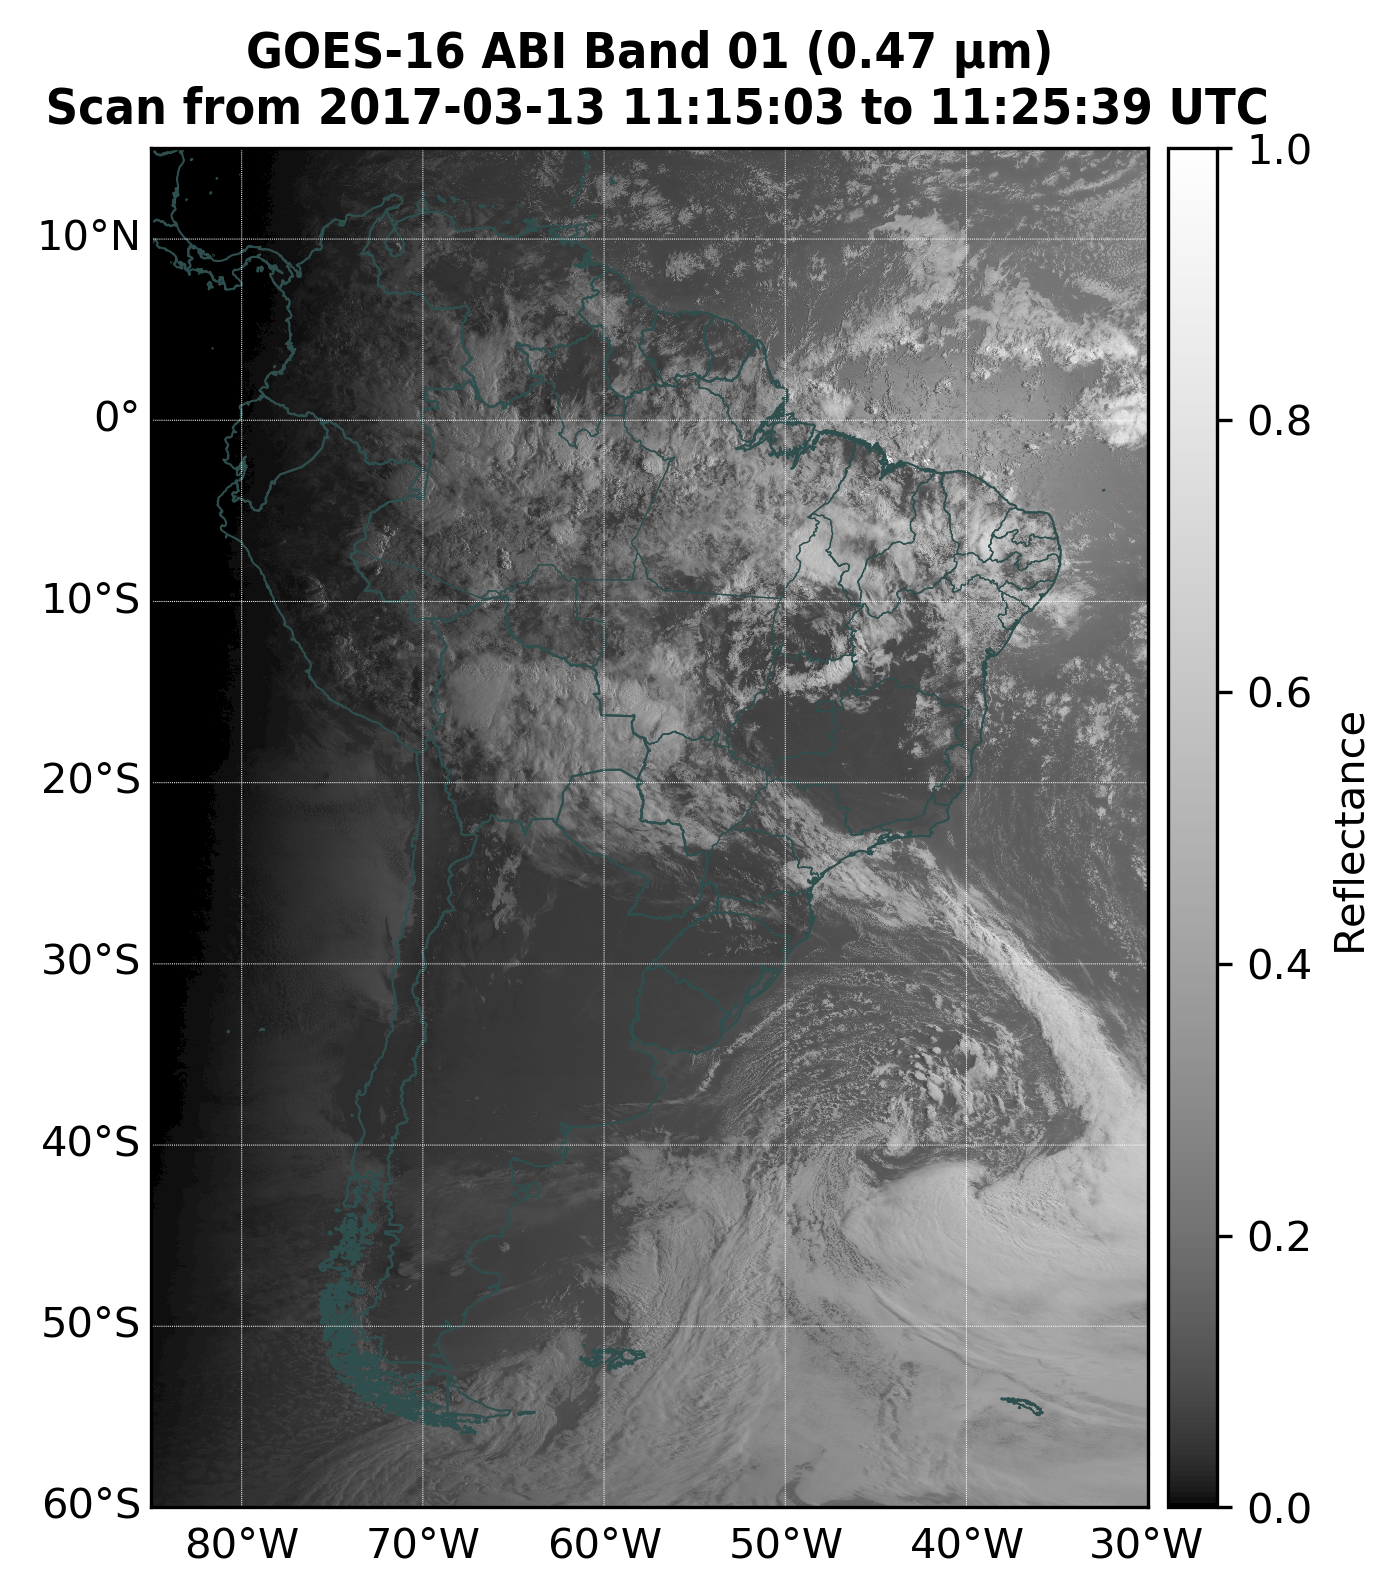 GOES-16 ABI Band 01 (0.47 µm)
Scan from 2017-03-13 11:15:03 to 11:25:39 UTC
10°N
0°
10°S
20°S
30°S
40°S
50°S
60°S
80°W
70°W
60°W
50°W
40°W
30°W
1.0
0.8
0.6
0.4
0.2
0.0
Reflectance